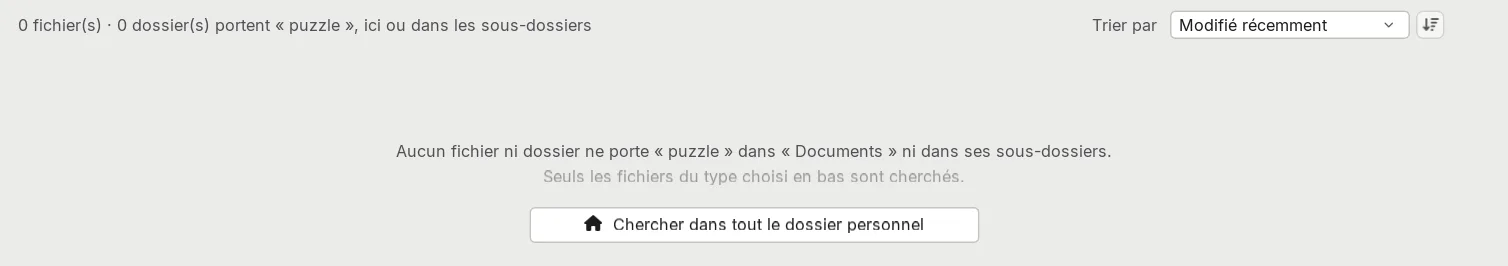 0 fichier(s) · 0 dossier(s) portent « puzzle », ici ou dans les sous-dossiers
Trier par Modifié récemment
Aucun fichier ni dossier ne porte « puzzle » dans « Documents » ni dans ses sous-dossiers.
Seuls les fichiers du type choisi en bas sont cherchés.
Chercher dans tout le dossier personnel